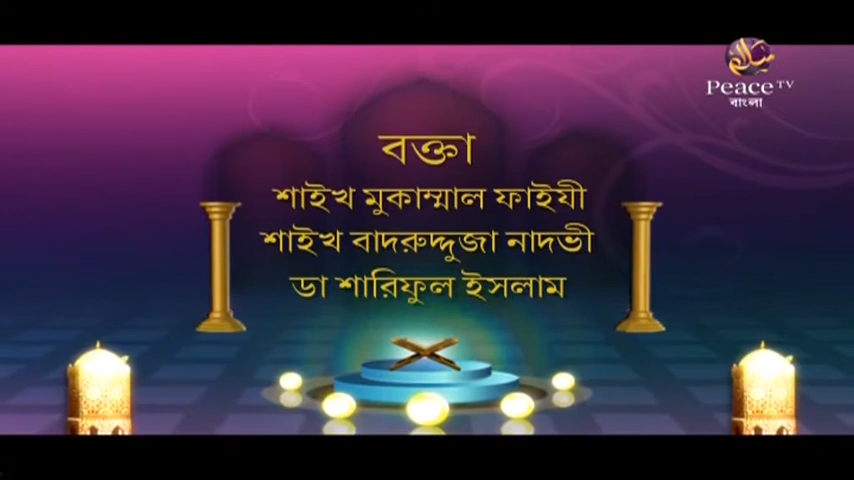 Peace TV
বাংলা
বক্তা
শাইখ মুকাম্মাল ফাইযী
শাইখ বাদরুদ্দুজা নাদভী
ডা শারিফুল ইসলাম